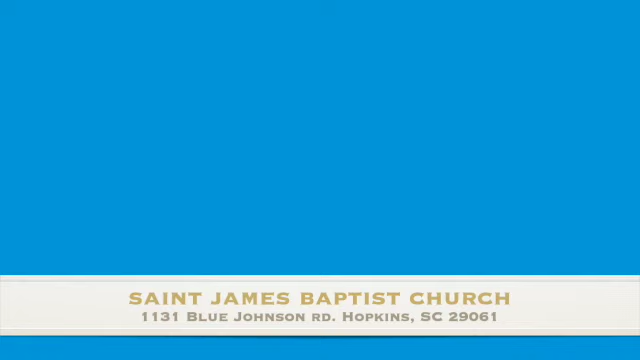 SAINT JAMES BAPTIST CHURCH
1131 Blue Johnson rd. Hopkins, SC 29061